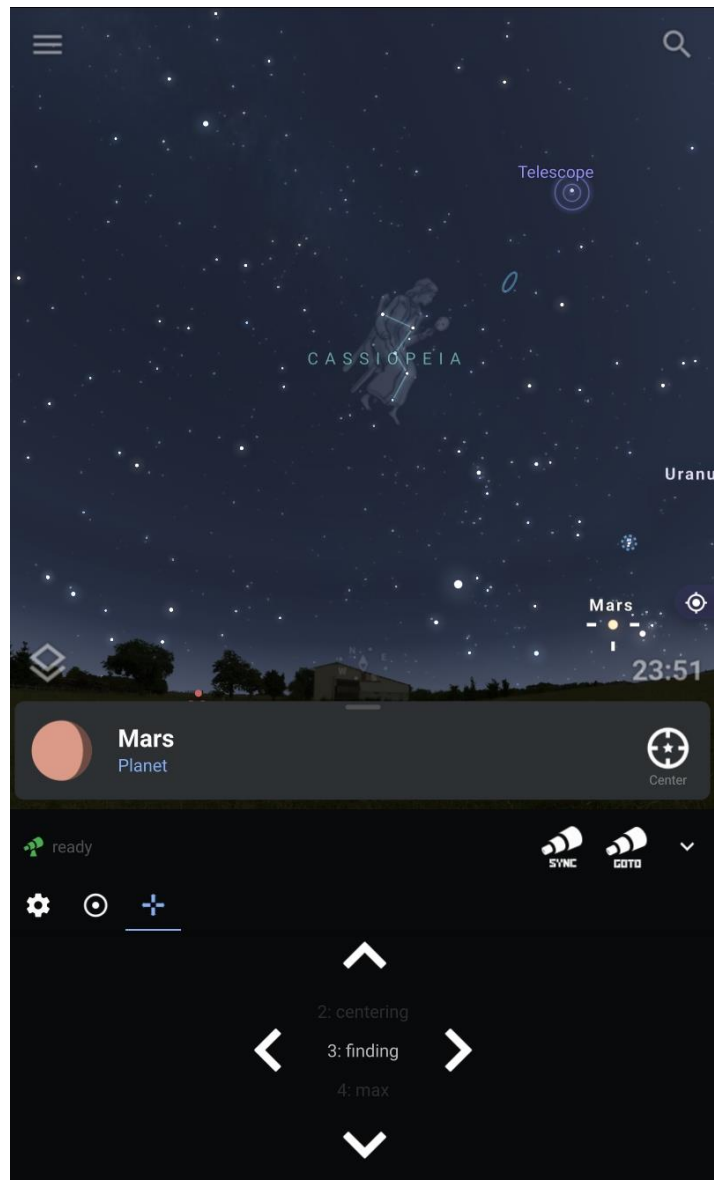 Telescope
CASSIOPEIA
Uranu
Mars
N
E
W
23:51
Mars
Planet
Center
ready
SYNC
GOTO
2: centering
3: finding
4: max